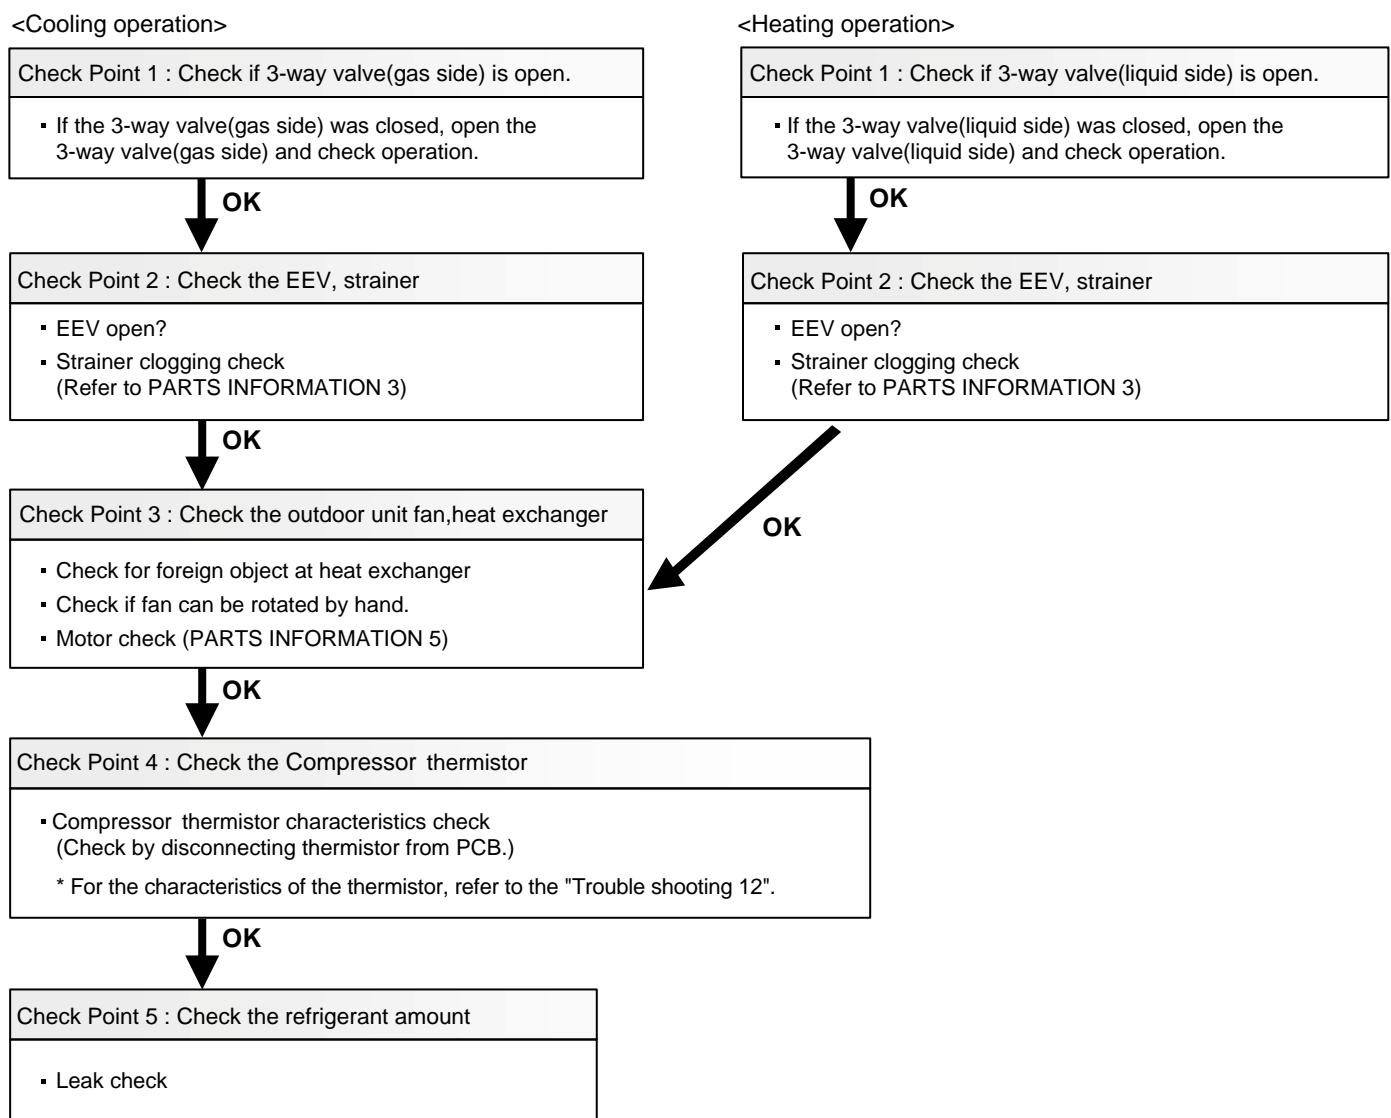 <Cooling operation>
Check Point 1 : Check if 3-way valve(gas side) is open.
▪ If the 3-way valve(gas side) was closed, open the
3-way valve(gas side) and check operation.
OK
Check Point 2 : Check the EEV, strainer
▪ EEV open?
▪ Strainer clogging check
(Refer to PARTS INFORMATION 3)
OK
<Heating operation>
Check Point 1 : Check if 3-way valve(liquid side) is open.
▪ If the 3-way valve(liquid side) was closed, open the
3-way valve(liquid side) and check operation.
OK
Check Point 2 : Check the EEV, strainer
▪ EEV open?
▪ Strainer clogging check
(Refer to PARTS INFORMATION 3)
OK
Check Point 3 : Check the outdoor unit fan,heat exchanger
▪ Check for foreign object at heat exchanger
▪ Check if fan can be rotated by hand.
▪ Motor check (PARTS INFORMATION 5)
OK
Check Point 4 : Check the Compressor thermistor
▪ Compressor thermistor characteristics check
(Check by disconnecting thermistor from PCB.)
* For the characteristics of the thermistor, refer to the "Trouble shooting 12".
OK
Check Point 5 : Check the refrigerant amount
▪ Leak check